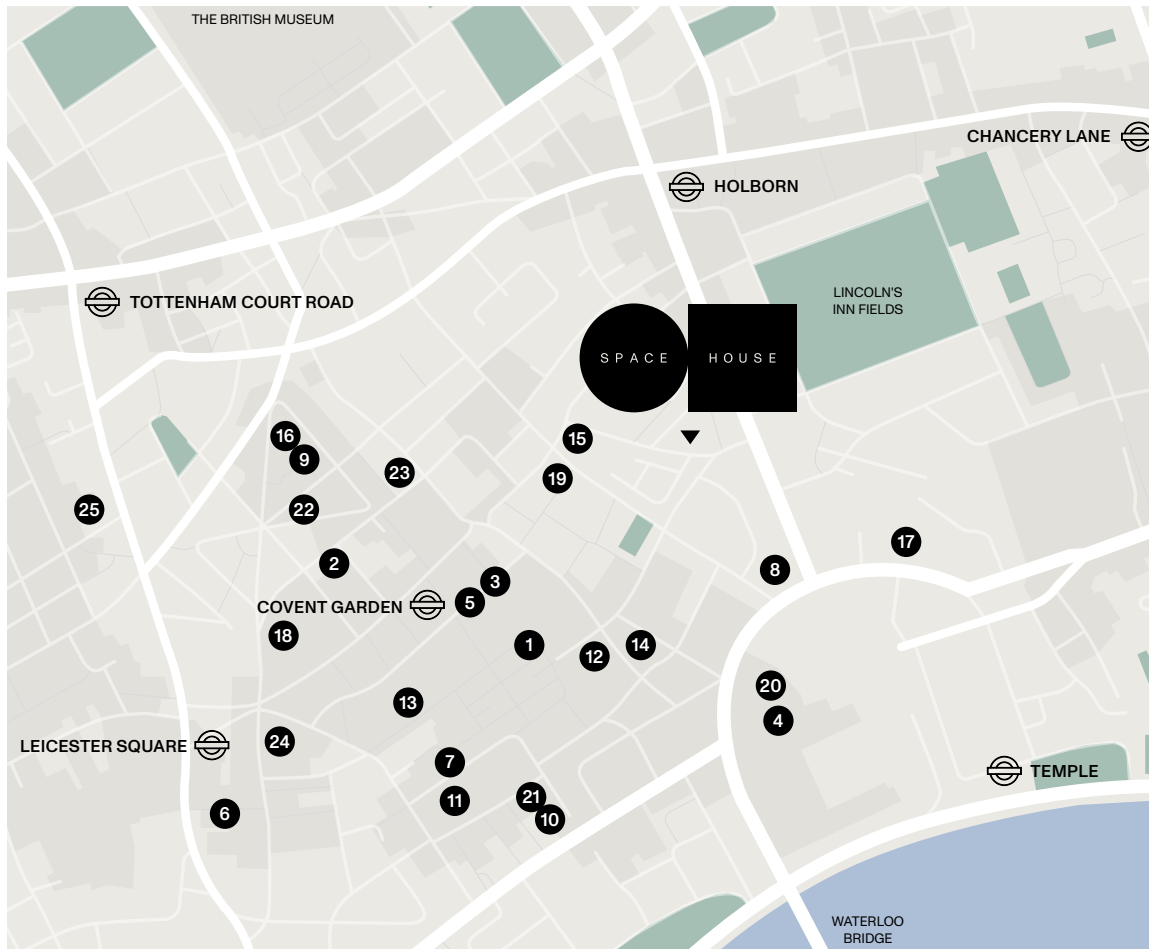 THE BRITISH MUSEUM
CHANCERY LANE
HOLBORN
TOTTENHAM COURT ROAD
LINCOLN'S
INN FIELDS
SPACE HOUSE
16
15
9
23
19
25
22
17
2
8
3
COVENT GARDEN
5
18
1
14
12
20
13
4
24
LEICESTER SQUARE
7
TEMPLE
21
11
6
10
WATERLOO
BRIDGE